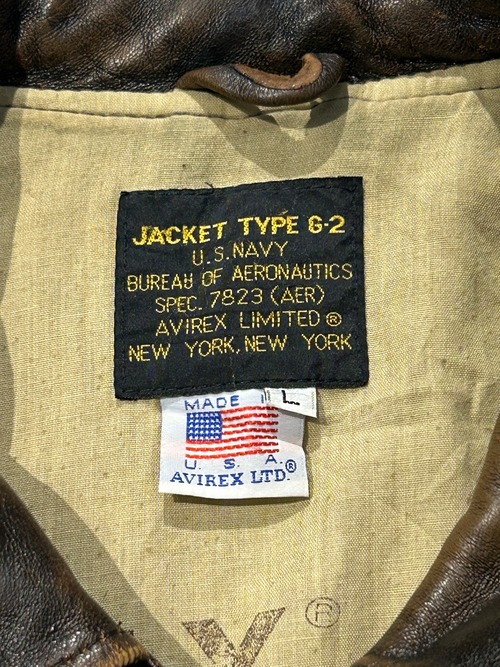 JACKET TYPE G-2
U.S. NAVY
BUREAU OF AERONAUTICS
SPEC. 7823 (AER)
AVIREX LIMITED ®
NEW YORK, NEW YORK
L
MADE
U. S. A.
AVIREX LTD.®
®